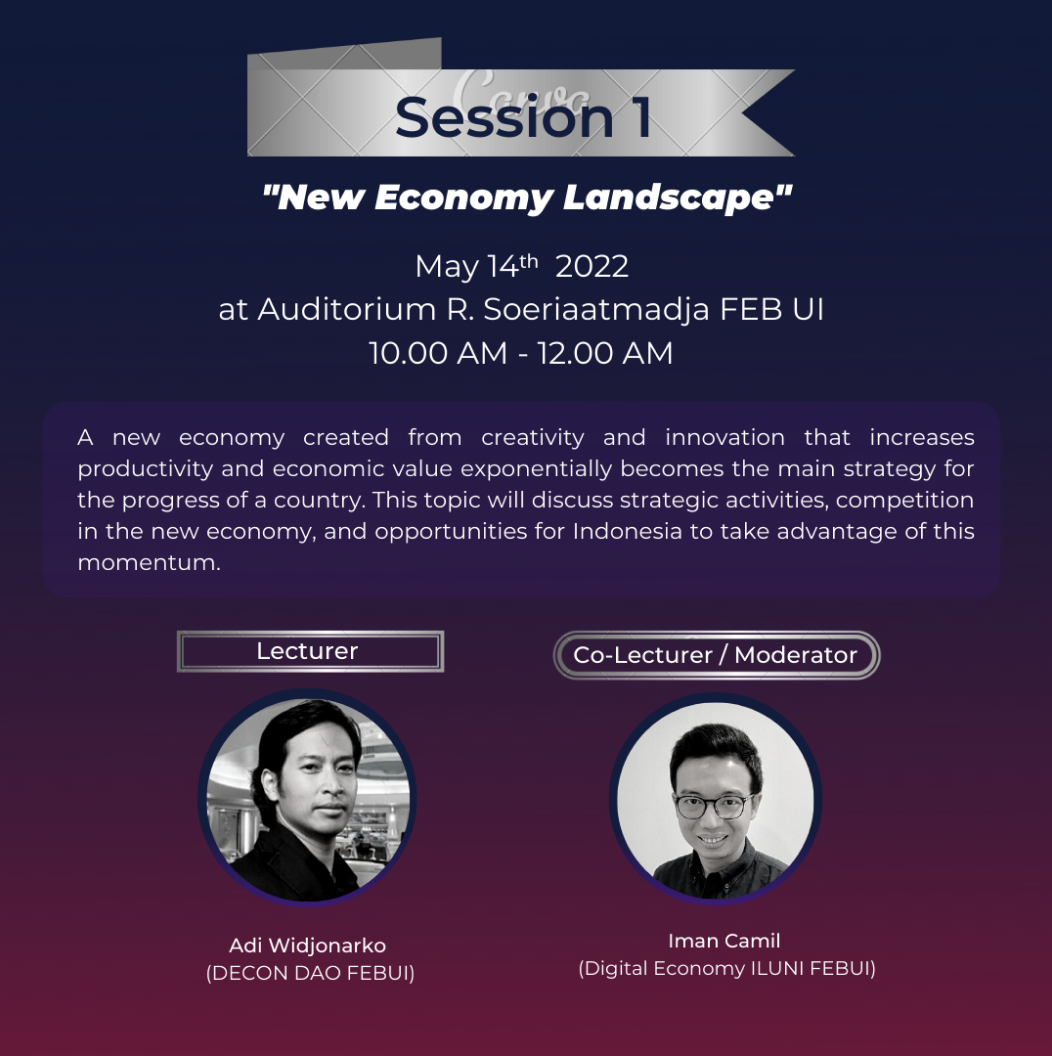 Canva
Session 1
"New Economy Landscape"
May 14th 2022
at Auditorium R. Soeriaatmadja FEB UI
10.00 AM - 12.00 AM
A new economy created from creativity and innovation that increases
productivity and economic value exponentially becomes the main strategy for
the progress of a country. This topic will discuss strategic activities, competition
in the new economy, and opportunities for Indonesia to take advantage of this
momentum.
Lecturer
Co-Lecturer / Moderator
Adi Widjonarko
(DECON DAO FEBUI)
Iman Camil
(Digital Economy ILUNI FEBUI)